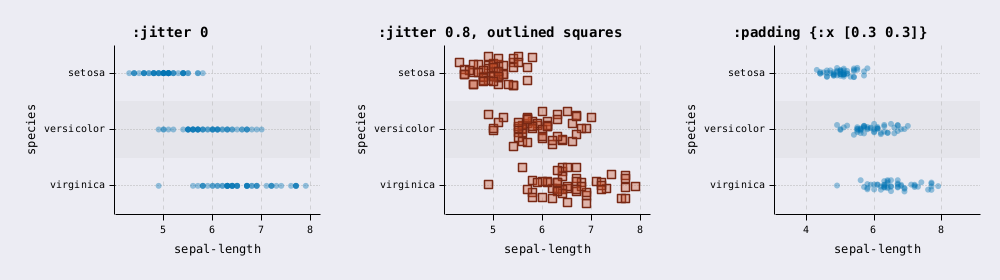 :jitter 0
setosa
versicolor
virginica
species
5 6 7 8
sepal-length
:jitter 0.8, outlined squares
setosa
versicolor
virginica
species
5 6 7 8
sepal-length
:padding {:x [0.3 0.3]}
setosa
versicolor
virginica
species
4 6 8
sepal-length